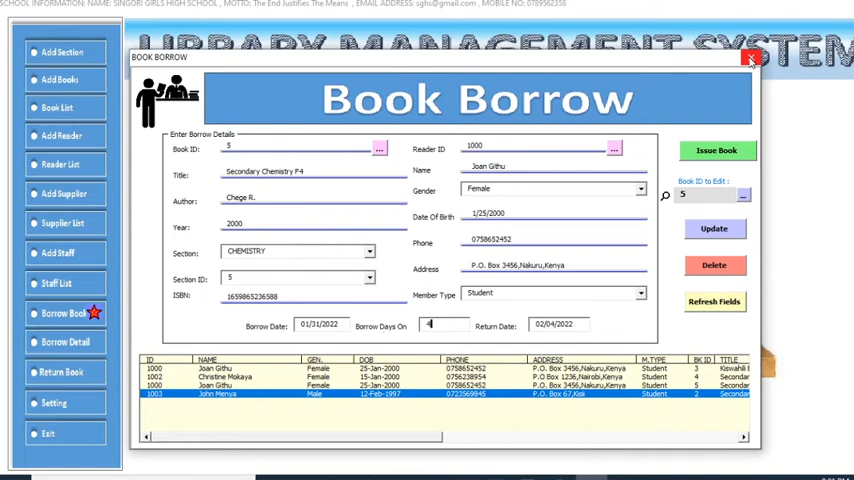 SCHOOL INFORMATION: NAME: SINGORI GIRLS HIGH SCHOOL , MOTTO: The End Justifies The Means , EMAIL ADDRESS: sghs@gmail.com , MOBILE NO: 0789562358
LIBRARY MANAGEMENT SYSTEM
Add Section
Add Books
Book List
Add Reader
Reader List
Add Supplier
Supplier List
Add Staff
Staff List
Borrow Book
Borrow Detail
Return Book
Setting
Exit
BOOK BORROW
Book Borrow
Enter Borrow Details
Book ID: 5 ...
Reader ID 1000 ...
Title: Secondary Chemistry F4
Name Joan Githu
Author: Chege R.
Gender Female
Year: 2000
Date Of Birth 1/25/2000
Section: CHEMISTRY
Phone 0758652452
Section ID: 5
Address P.O. Box 3456,Nakuru,Kenya
ISBN: 1659865236588
Member Type Student
Borrow Date: 01/31/2022 Borrow Days On 4 Return Date: 02/04/2022
Issue Book
Book ID to Edit :
5 ...
Update
Delete
Refresh Fields
ID NAME GEN. DOB PHONE ADDRESS M.TYPE BK ID TITLE
1000 Joan Githu Female 25-Jan-2000 0758652452 P.O. Box 3456,Nakuru,Kenya Student 3 Kiswahili
1002 Christine Mokaya Female 15-Jan-2000 0756238954 P.O Box 1236,Nairobi,Kenya Student 4 Secondar
1000 Joan Githu Female 25-Jan-2000 0758652452 P.O. Box 3456,Nakuru,Kenya Student 5 Secondar
1003 John Menya Male 12-Feb-1997 0723569845 P.O. Box 67,Kisii Student 2 Secondar